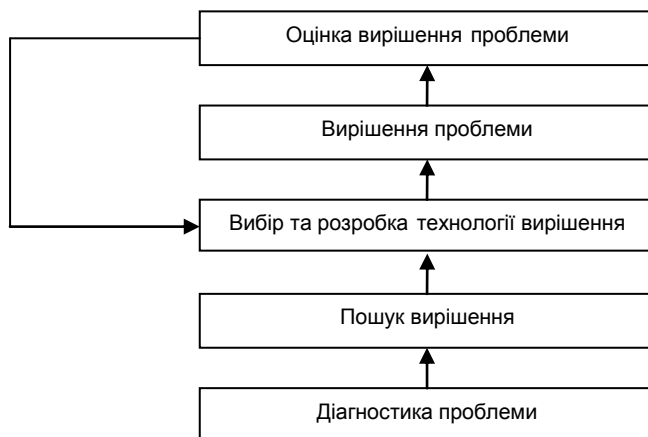 Оцінка вирішення проблеми
Вирішення проблеми
Вибір та розробка технології вирішення
Пошук вирішення
Діагностика проблеми